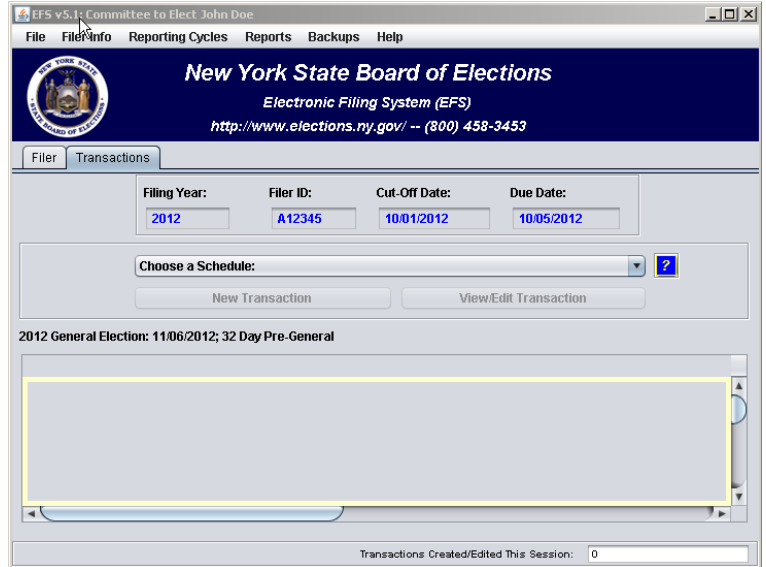 EFS v5.1: Committee to Elect John Doe
File Filer Info Reporting Cycles Reports Backups Help
New York State Board of Elections
Electronic Filing System (EFS)
http://www.elections.ny.gov/ -- (800) 458-3453
Filer Transactions
Filing Year: Filer ID: Cut-Off Date: Due Date:
2012 A12345 10/01/2012 10/05/2012
Choose a Schedule: ?
New Transaction View/Edit Transaction
2012 General Election: 11/06/2012; 32 Day Pre-General
Transactions Created/Edited This Session: 0